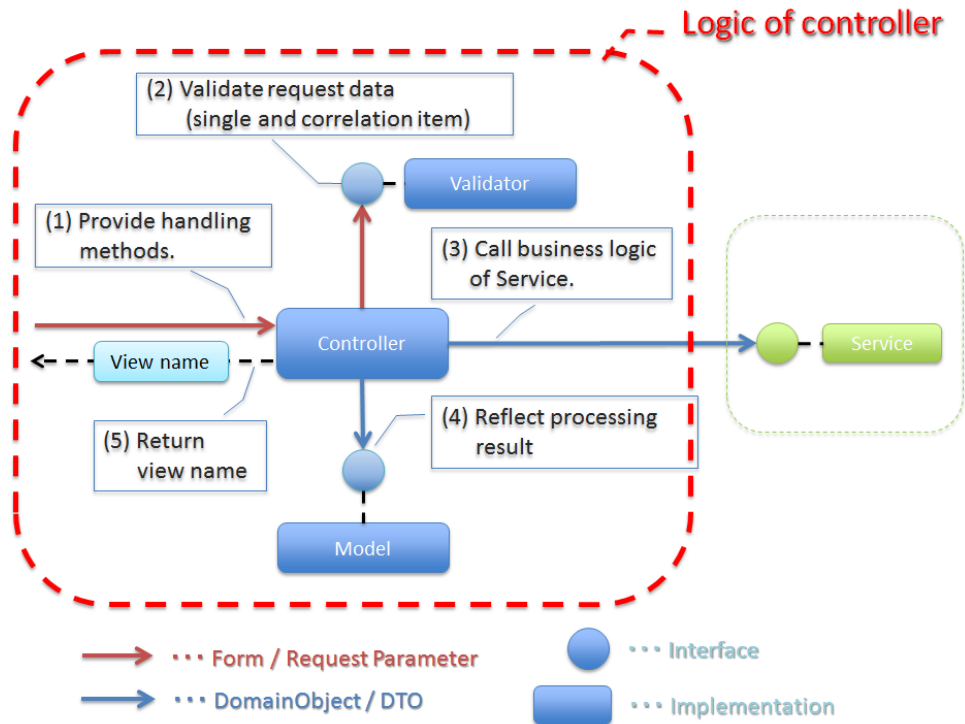 Logic of controller
(2) Validate request data
(single and correlation item)
Validator
(1) Provide handling
methods.
(3) Call business logic
of Service.
Controller
Service
View name
(4) Reflect processing
result
(5) Return
view name
Model
··· Form / Request Parameter
··· Interface
··· DomainObject / DTO
··· Implementation